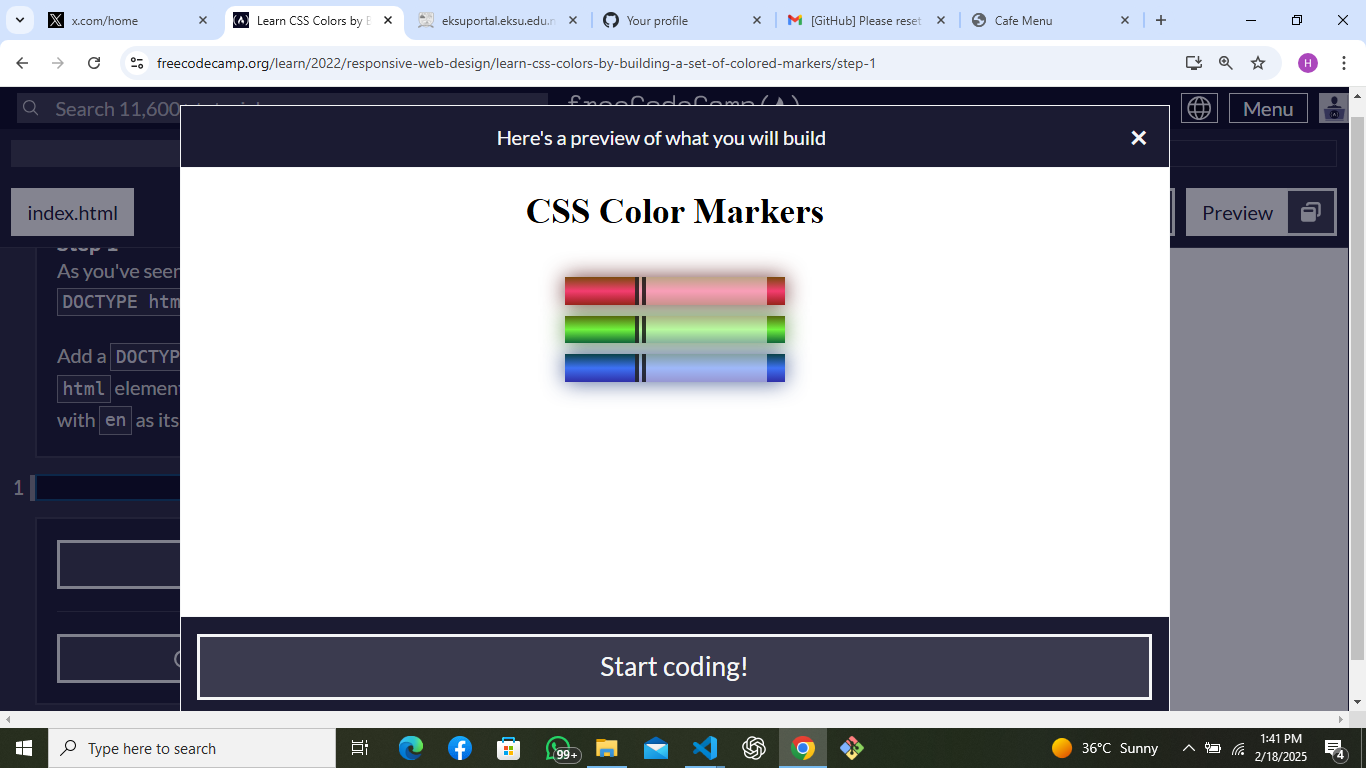 x.com/home
Learn CSS Colors by B
eksuportal.eksu.edu.n
Your profile
[GitHub] Please reset
Cafe Menu
freecodecamp.org/learn/2022/responsive-web-design/learn-css-colors-by-building-a-set-of-colored-markers/step-1
H
Search 11,600
freeCodeCamp(
Menu
Here's a preview of what you will build
index.html
Preview
CSS Color Markers
Step 1
As you've seen
DOCTYPE htm
Add a DOCTYP
html element
with en as its
1
Start coding!
Type here to search
99+
36°C Sunny
1:41 PM
2/18/2025
4